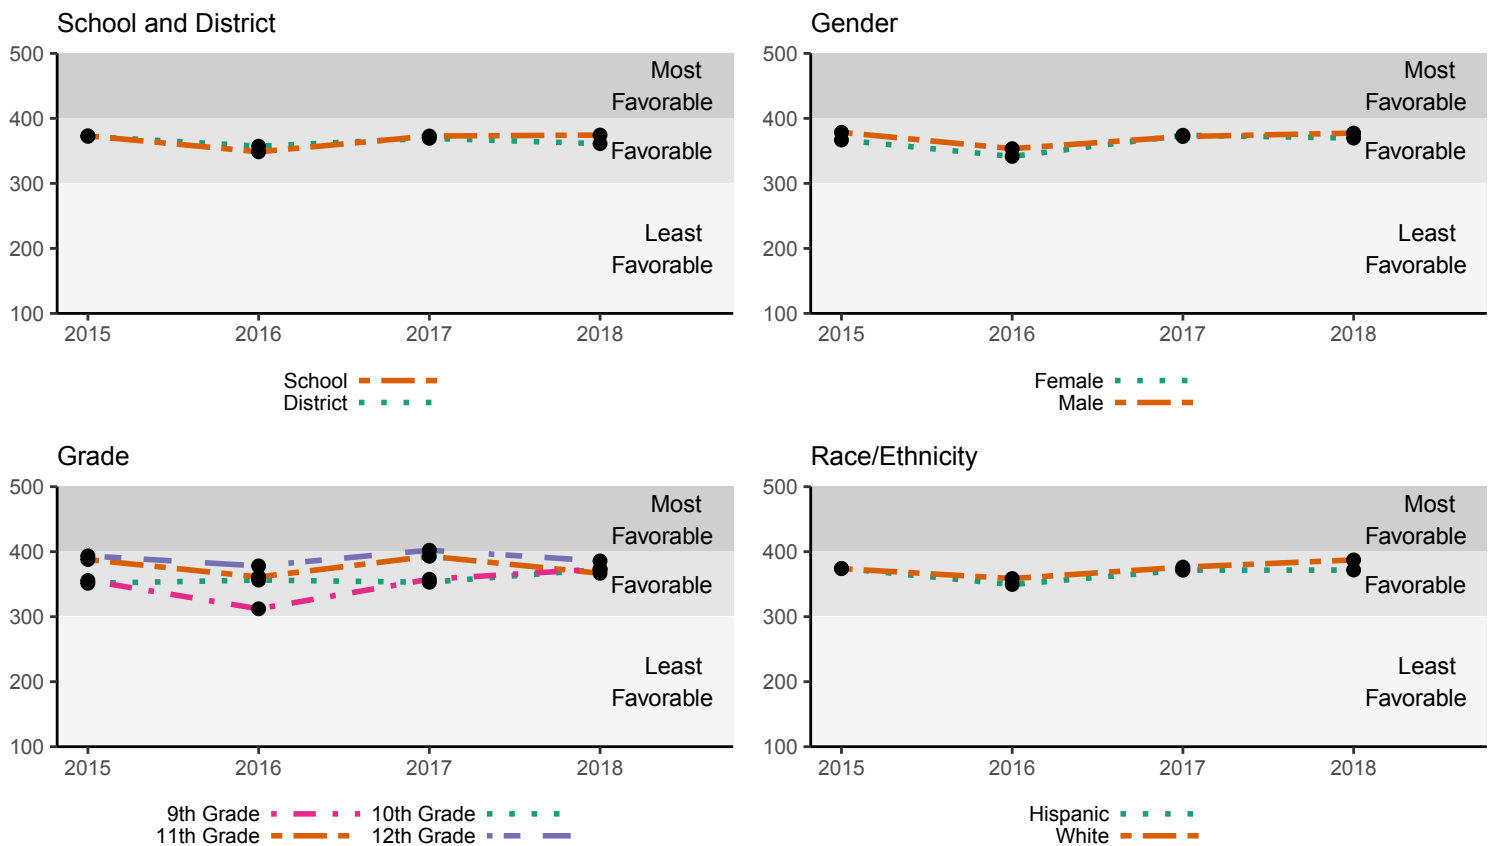 School and District
500
400
300
200
100
Most
Favorable
Favorable
Least
Favorable
2015 2016 2017 2018
School
District
Gender
500
400
300
200
100
Most
Favorable
Favorable
Least
Favorable
2015 2016 2017 2018
Female
Male
Grade
500
400
300
200
100
Most
Favorable
Favorable
Least
Favorable
2015 2016 2017 2018
9th Grade 10th Grade
11th Grade 12th Grade
Race/Ethnicity
500
400
300
200
100
Most
Favorable
Favorable
Least
Favorable
2015 2016 2017 2018
Hispanic
White